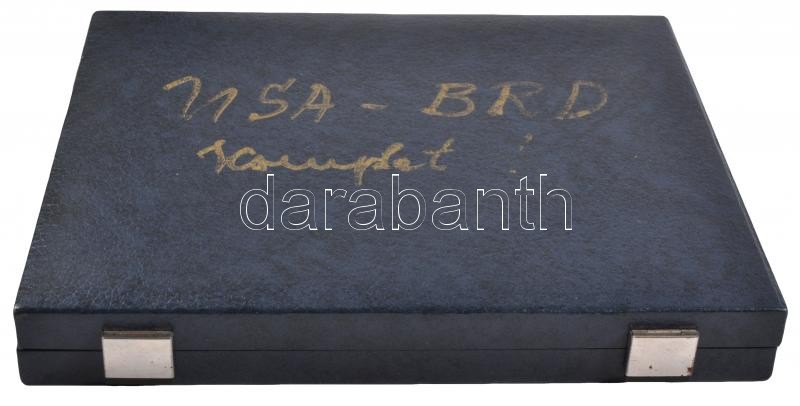 USA - BRD
Komplet !
darabanth